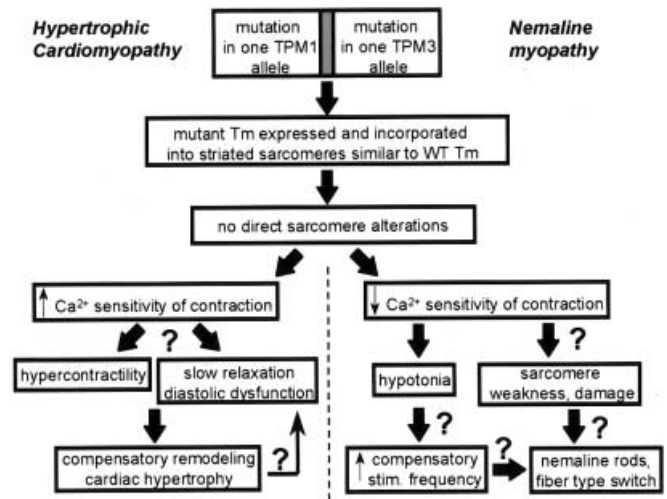 Hypertrophic
Cardiomyopathy
mutation
in one TPM1
allele
mutation
in one TPM3
allele
Nemaline
myopathy
mutant Tm expressed and incorporated
into striated sarcomeres similar to WT Tm
no direct sarcomere alterations
↑ Ca²⁺ sensitivity of contraction
↓ Ca²⁺ sensitivity of contraction
?
?
hypercontractility
slow relaxation
diastolic dysfunction
hypotonia
sarcomere
weakness, damage
?
?
compensatory remodeling
cardiac hypertrophy
?
↑ compensatory
stim. frequency
?
nemaline rods,
fiber type switch